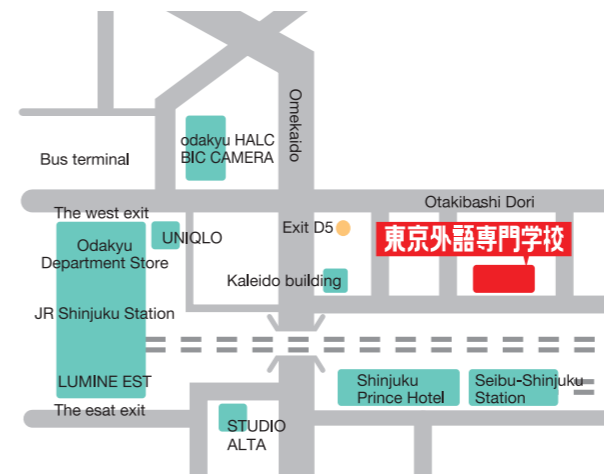 Omekaido
odakyu HALC
BIC CAMERA
Bus terminal
Otakibashi Dori
The west exit
UNIQLO
Exit D5
東京外語専門学校
Odakyu
Department Store
Kaleido building
JR Shinjuku Station
LUMINE EST
Shinjuku
Prince Hotel
Seibu-Shinjuku
Station
The esat exit
STUDIO
ALTA